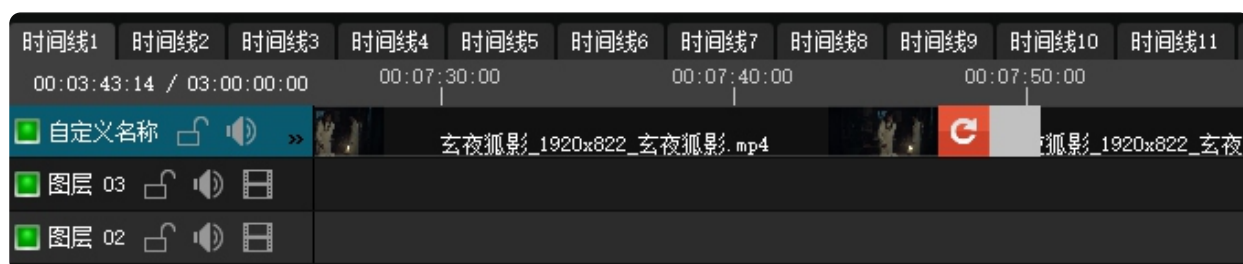 时间线1 时间线2 时间线3 时间线4 时间线5 时间线6 时间线7 时间线8 时间线9 时间线10 时间线11
00:03:43:14 / 03:00:00:00 00:07:30:00 00:07:40:00 00:07:50:00
自定义名称 » 玄夜狐影_1920x822_玄夜狐影.mp4 狐影_1920x822_玄夜
图层 03
图层 02